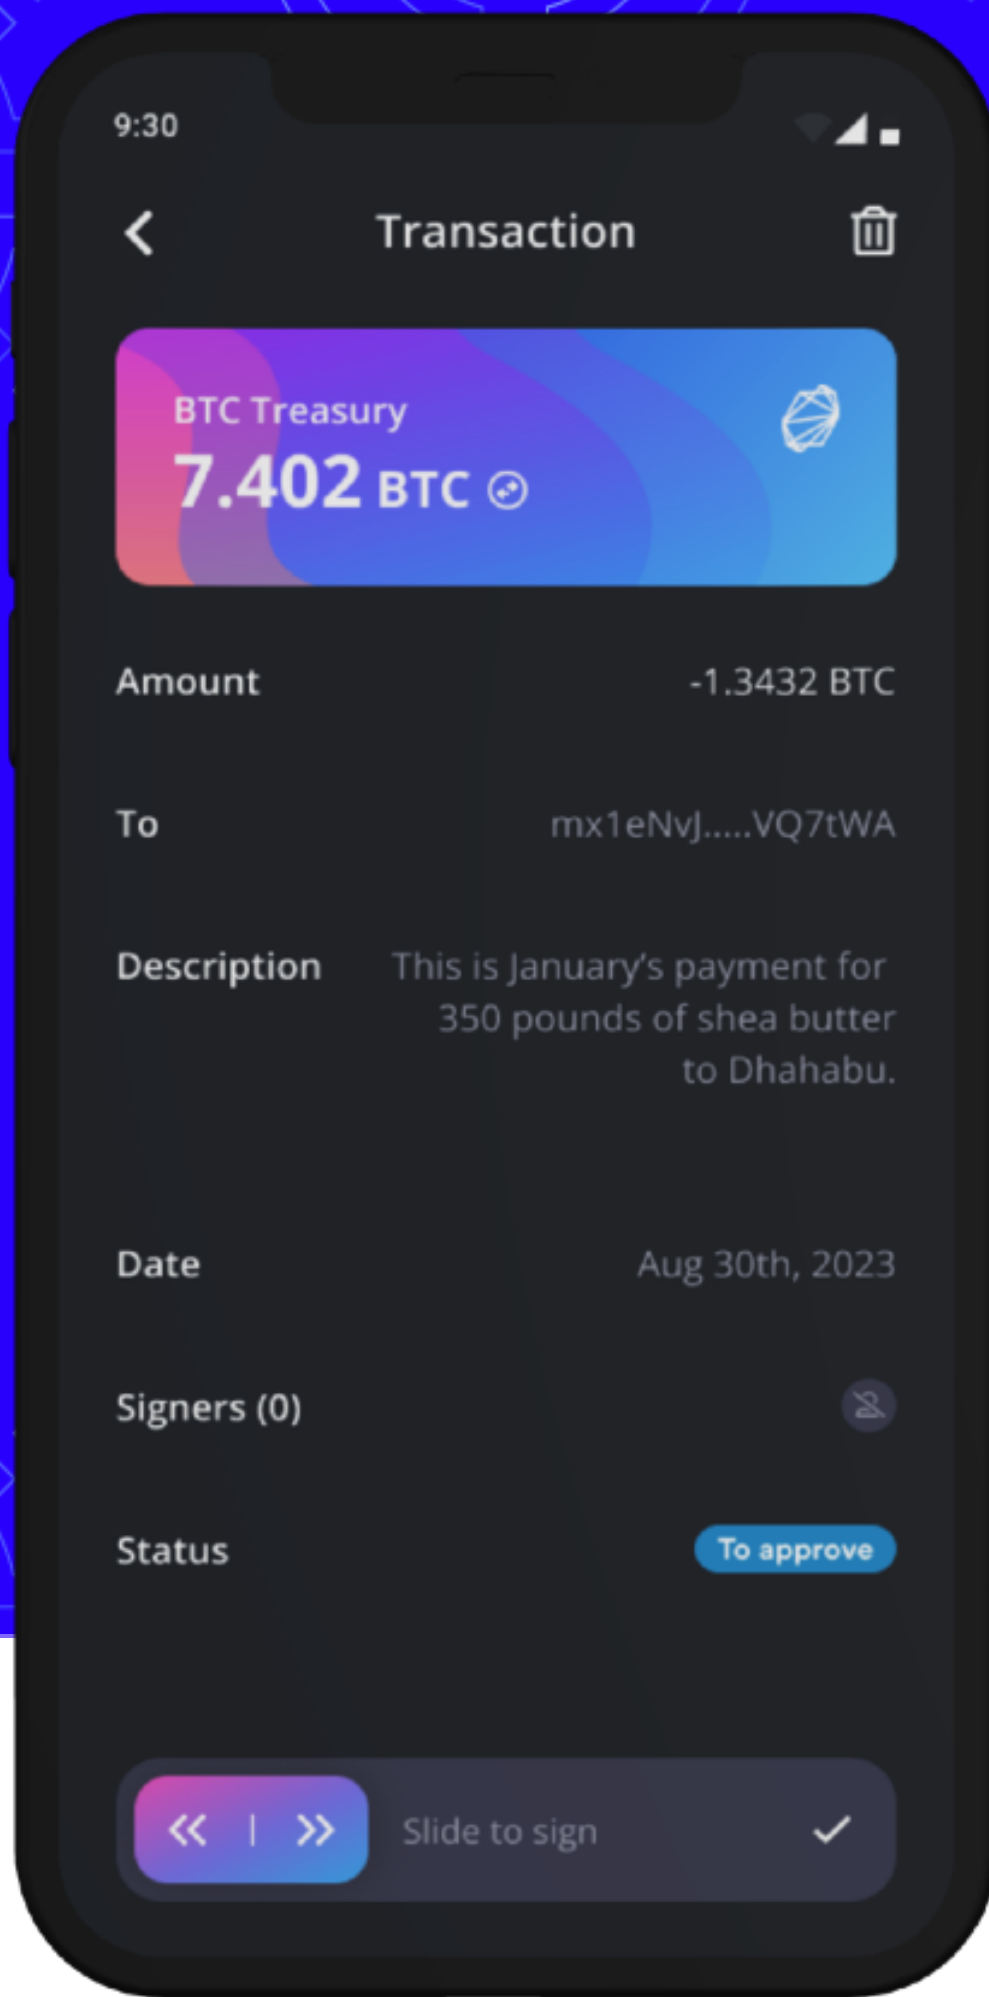 9:30
Transaction
BTC Treasury
7.402 BTC
Amount
-1.3432 BTC
To
mx1eNvJ.....VQ7tWA
Description
This is January’s payment for
350 pounds of shea butter
to Dhahabu.
Date
Aug 30th, 2023
Signers (0)
Status
To approve
Slide to sign